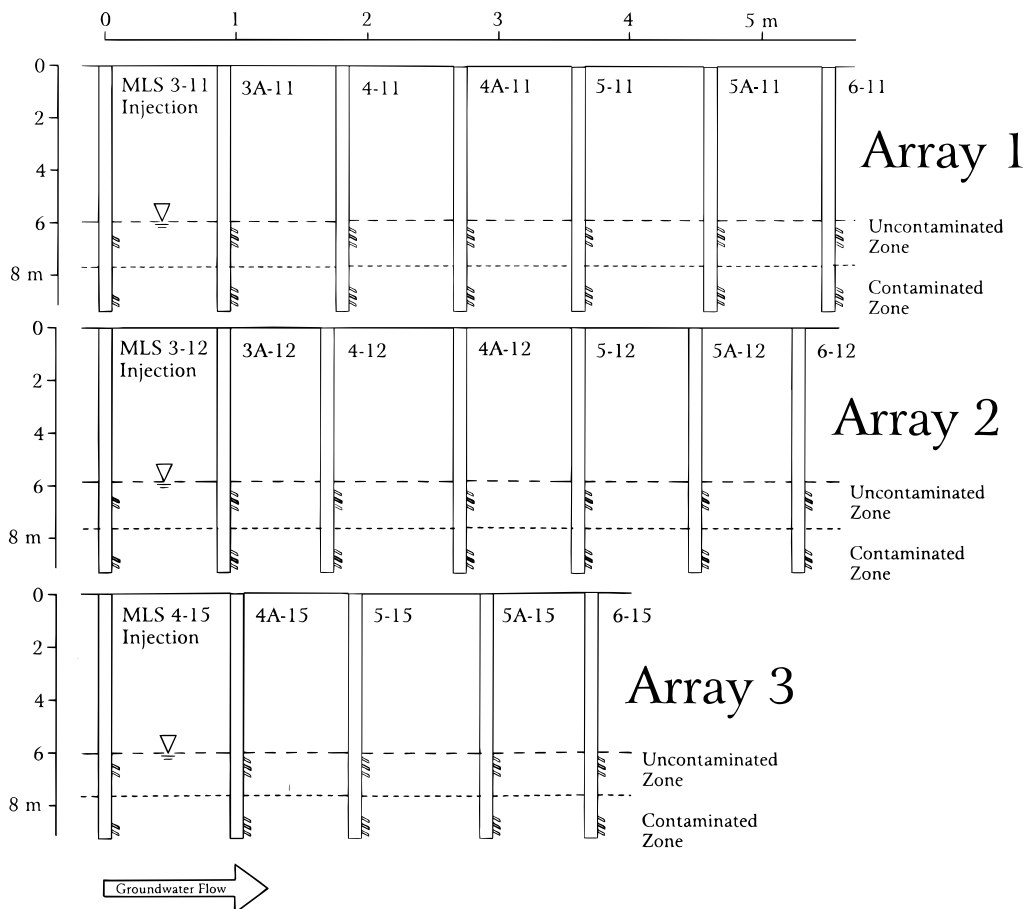 0 1 2 3 4 5 m
0
2
4
6
8 m
MLS 3-11
Injection
3A-11
4-11
4A-11
5-11
5A-11
6-11
Array 1
Uncontaminated
Zone
Contaminated
Zone
0
2
4
6
8 m
MLS 3-12
Injection
3A-12
4-12
4A-12
5-12
5A-12
6-12
Array 2
Uncontaminated
Zone
Contaminated
Zone
0
2
4
6
8 m
MLS 4-15
Injection
4A-15
5-15
5A-15
6-15
Array 3
Uncontaminated
Zone
Contaminated
Zone
Groundwater Flow